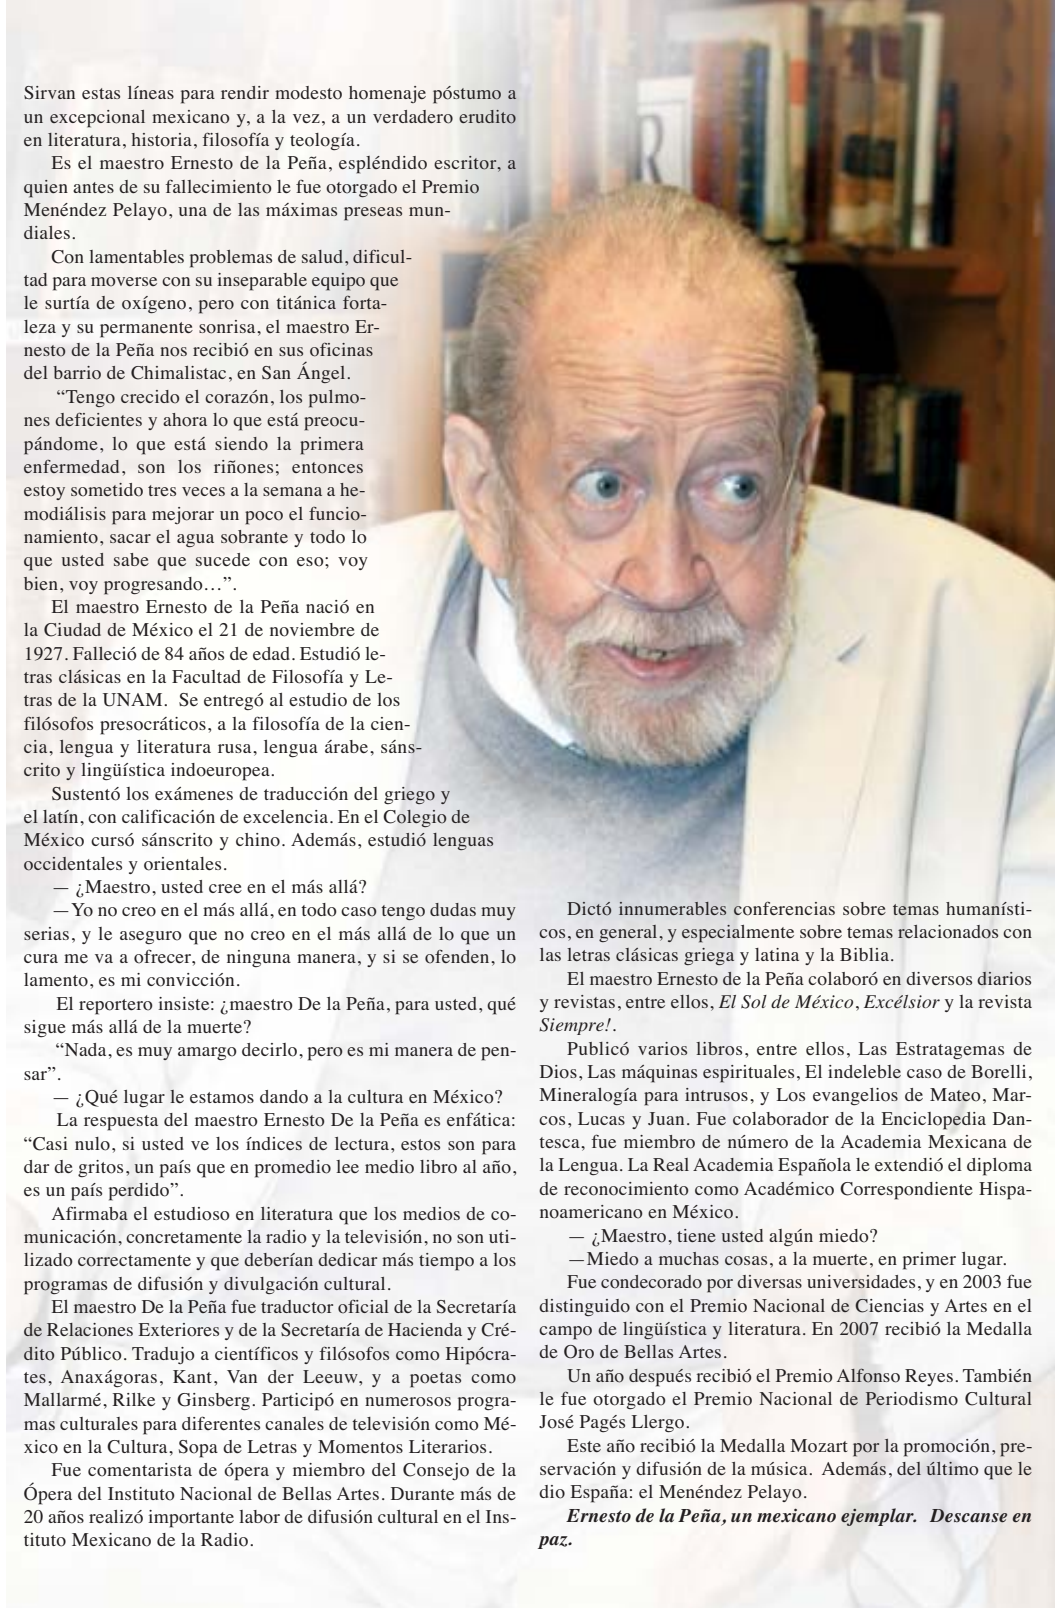 Sirvan estas líneas para rendir modesto homenaje póstumo a
un excepcional mexicano y, a la vez, a un verdadero erudito
en literatura, historia, filosofía y teología.
Es el maestro Ernesto de la Peña, espléndido escritor, a
quien antes de su fallecimiento le fue otorgado el Premio
Menéndez Pelayo, una de las máximas preseas mun-
diales.
Con lamentables problemas de salud, dificul-
tad para moverse con su inseparable equipo que
le surtía de oxígeno, pero con titánica forta-
leza y su permanente sonrisa, el maestro Er-
nesto de la Peña nos recibió en sus oficinas
del barrio de Chimalistac, en San Ángel.
“Tengo crecido el corazón, los pulmo-
nes deficientes y ahora lo que está preocu-
pándome, lo que está siendo la primera
enfermedad, son los riñones; entonces
estoy sometido tres veces a la semana a he-
modiálisis para mejorar un poco el funcio-
namiento, sacar el agua sobrante y todo lo
que usted sabe que sucede con eso; voy
bien, voy progresando…”.
El maestro Ernesto de la Peña nació en
la Ciudad de México el 21 de noviembre de
1927. Falleció de 84 años de edad. Estudió le-
tras clásicas en la Facultad de Filosofía y Le-
tras de la UNAM.  Se entregó al estudio de los
filósofos presocráticos, a la filosofía de la cien-
cia, lengua y literatura rusa, lengua árabe, sáns-
crito y lingüística indoeuropea.
Sustentó los exámenes de traducción del griego y
el latín, con calificación de excelencia. En el Colegio de
México cursó sánscrito y chino. Además, estudió lenguas
occidentales y orientales.
— ¿Maestro, usted cree en el más allá?
—Yo no creo en el más allá, en todo caso tengo dudas muy
serias, y le aseguro que no creo en el más allá de lo que un
cura me va a ofrecer, de ninguna manera, y si se ofenden, lo
lamento, es mi convicción.
El reportero insiste: ¿maestro De la Peña, para usted, qué
sigue más allá de la muerte?
“Nada, es muy amargo decirlo, pero es mi manera de pen-
sar”.
— ¿Qué lugar le estamos dando a la cultura en México?
La respuesta del maestro Ernesto De la Peña es enfática:
“Casi nulo, si usted ve los índices de lectura, estos son para
dar de gritos, un país que en promedio lee medio libro al año,
es un país perdido”.
Afirmaba el estudioso en literatura que los medios de co-
municación, concretamente la radio y la televisión, no son uti-
lizado correctamente y que deberían dedicar más tiempo a los
programas de difusión y divulgación cultural.
El maestro De la Peña fue traductor oficial de la Secretaría
de Relaciones Exteriores y de la Secretaría de Hacienda y Cré-
dito Público. Tradujo a científicos y filósofos como Hipócra-
tes, Anaxágoras, Kant, Van der Leeuw, y a poetas como
Mallarmé, Rilke y Ginsberg. Participó en numerosos progra-
mas culturales para diferentes canales de televisión como Mé-
xico en la Cultura, Sopa de Letras y Momentos Literarios.
Fue comentarista de ópera y miembro del Consejo de la
Ópera del Instituto Nacional de Bellas Artes. Durante más de
20 años realizó importante labor de difusión cultural en el Ins-
tituto Mexicano de la Radio.
Dictó innumerables conferencias sobre temas humanísti-
cos, en general, y especialmente sobre temas relacionados con
las letras clásicas griega y latina y la Biblia.
El maestro Ernesto de la Peña colaboró en diversos diarios
y revistas, entre ellos, El Sol de México, Excélsior y la revista
Siempre!.
Publicó varios libros, entre ellos, Las Estratagemas de
Dios, Las máquinas espirituales, El indeleble caso de Borelli,
Mineralogía para intrusos, y Los evangelios de Mateo, Mar-
cos, Lucas y Juan. Fue colaborador de la Enciclopedia Dan-
tesca, fue miembro de número de la Academia Mexicana de
la Lengua. La Real Academia Española le extendió el diploma
de reconocimiento como Académico Correspondiente Hispa-
noamericano en México.
— ¿Maestro, tiene usted algún miedo?
—Miedo a muchas cosas, a la muerte, en primer lugar.
Fue condecorado por diversas universidades, y en 2003 fue
distinguido con el Premio Nacional de Ciencias y Artes en el
campo de lingüística y literatura. En 2007 recibió la Medalla
de Oro de Bellas Artes.
Un año después recibió el Premio Alfonso Reyes. También
le fue otorgado el Premio Nacional de Periodismo Cultural
José Pagés Llergo.
Este año recibió la Medalla Mozart por la promoción, pre-
servación y difusión de la música.  Además, del último que le
dio España: el Menéndez Pelayo.
Ernesto de la Peña, un mexicano ejemplar.  Descanse en
paz.